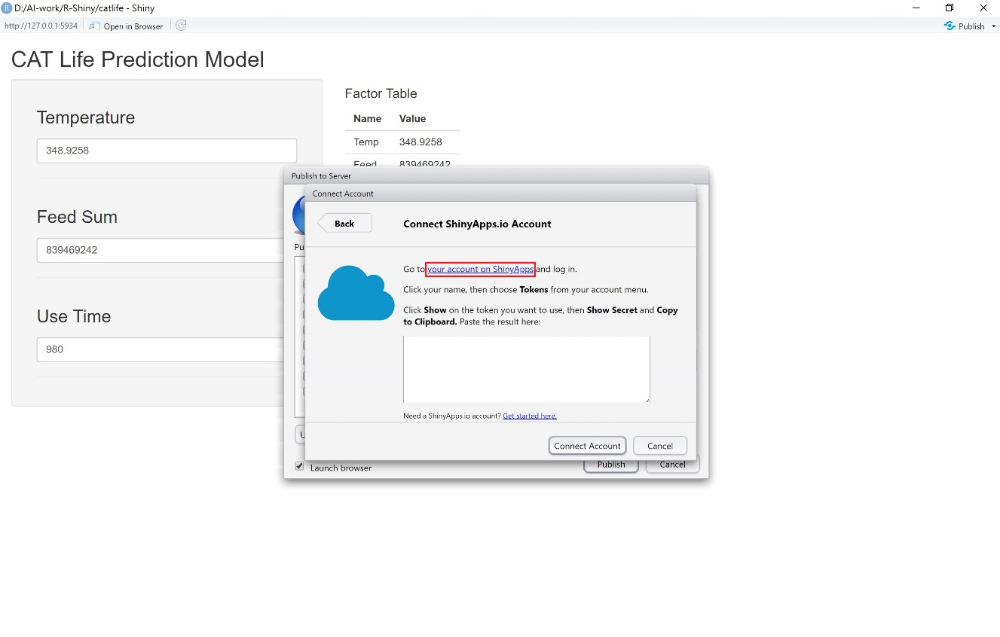 D:/AI-work/R-Shiny/catlife - Shiny
http://127.0.0.1:5934 Open in Browser Publish
CAT Life Prediction Model
Temperature
348.9258
Feed Sum
839469242
Use Time
980
Factor Table
Name Value
Temp 348.9258
Feed 839469242
Publish to Server
Connect Account
Back
Connect ShinyApps.io Account
Go to your account on ShinyApps and log in.
Click your name, then choose Tokens from your account menu.
Click Show on the token you want to use, then Show Secret and Copy
to Clipboard. Paste the result here:
Need a ShinyApps.io account? Get started here.
Connect Account Cancel
Launch browser
Publish Cancel